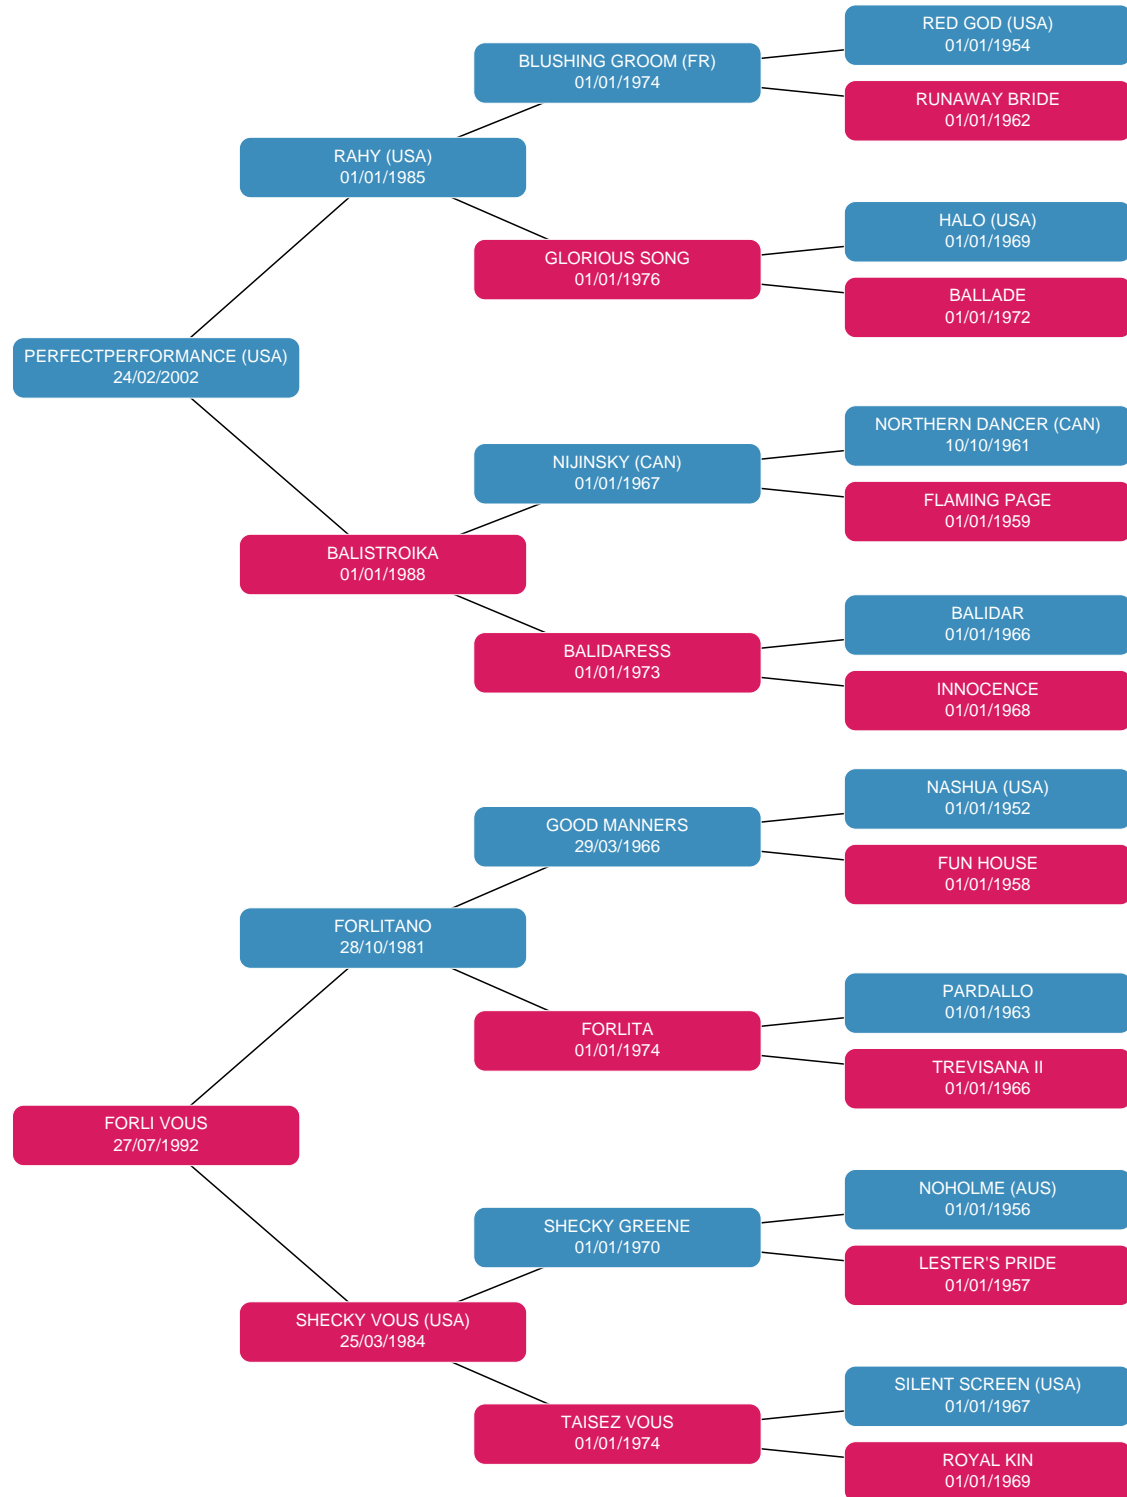 RED GOD (USA)
01/01/1954
BLUSHING GROOM (FR)
01/01/1974
RUNAWAY BRIDE
01/01/1962
RAHY (USA)
01/01/1985
HALO (USA)
01/01/1969
GLORIOUS SONG
01/01/1976
BALLADE
01/01/1972
PERFECTPERFORMANCE (USA)
24/02/2002
NORTHERN DANCER (CAN)
10/10/1961
NIJINSKY (CAN)
01/01/1967
FLAMING PAGE
01/01/1959
BALISTROIKA
01/01/1988
BALIDAR
01/01/1966
BALIDARESS
01/01/1973
INNOCENCE
01/01/1968
NASHUA (USA)
01/01/1952
GOOD MANNERS
29/03/1966
FUN HOUSE
01/01/1958
FORLITANO
28/10/1981
PARDALLO
01/01/1963
FORLITA
01/01/1974
TREVISANA II
01/01/1966
FORLI VOUS
27/07/1992
NOHOLME (AUS)
01/01/1956
SHECKY GREENE
01/01/1970
LESTER'S PRIDE
01/01/1957
SHECKY VOUS (USA)
25/03/1984
SILENT SCREEN (USA)
01/01/1967
TAISEZ VOUS
01/01/1974
ROYAL KIN
01/01/1969